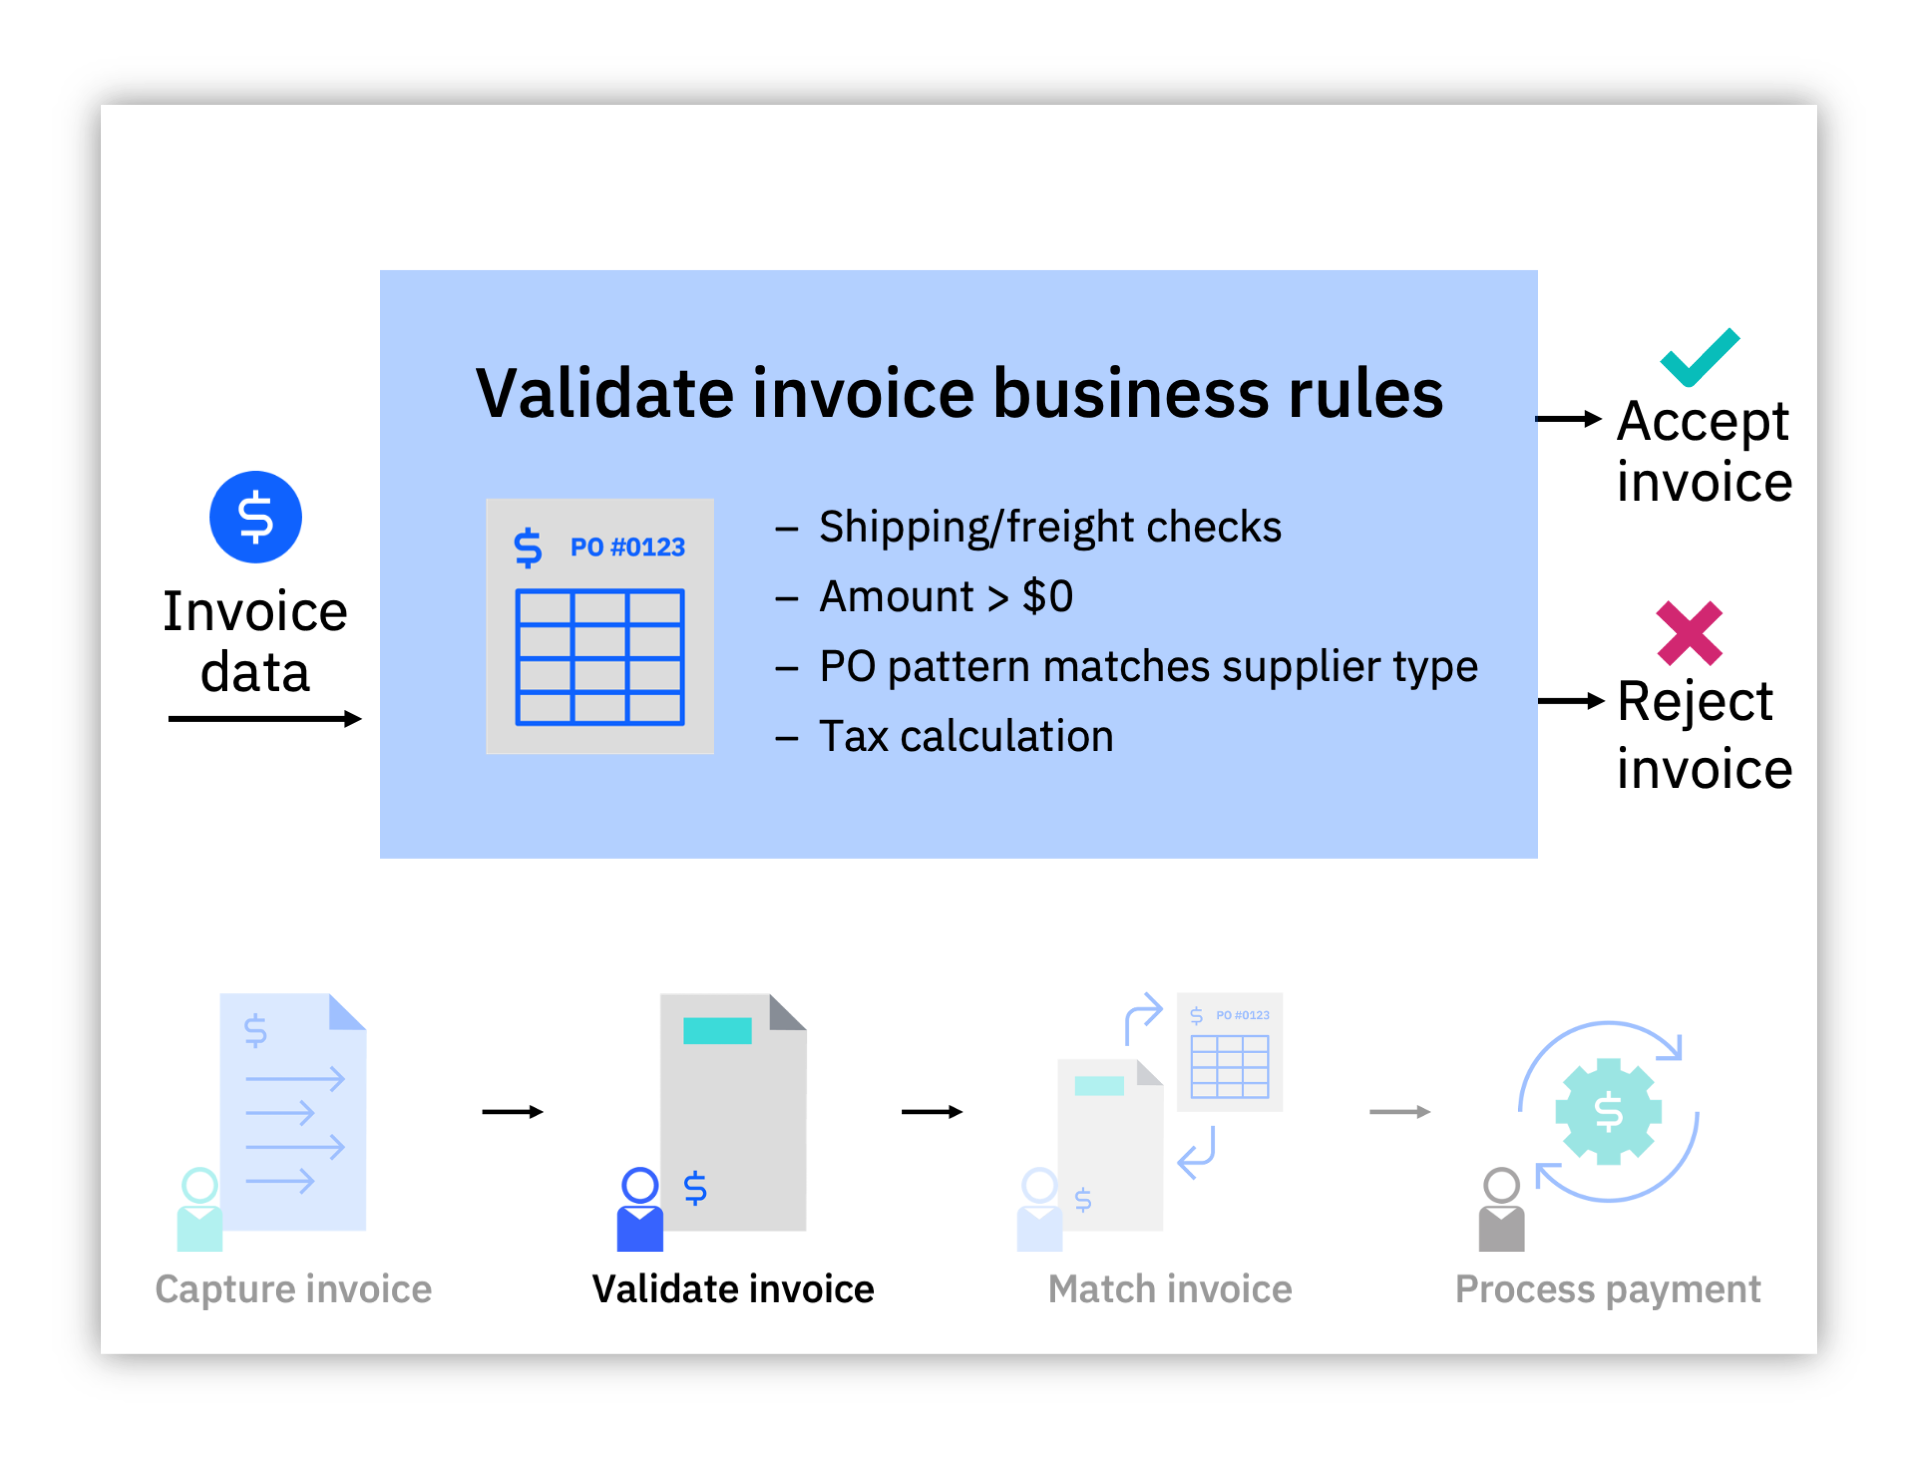 Validate invoice business rules
$
Invoice
data
$ PO #0123
– Shipping/freight checks
– Amount > $0
– PO pattern matches supplier type
– Tax calculation
Accept
invoice
Reject
invoice
$
$
$ PO #0123
$
$
Capture invoice
Validate invoice
Match invoice
Process payment